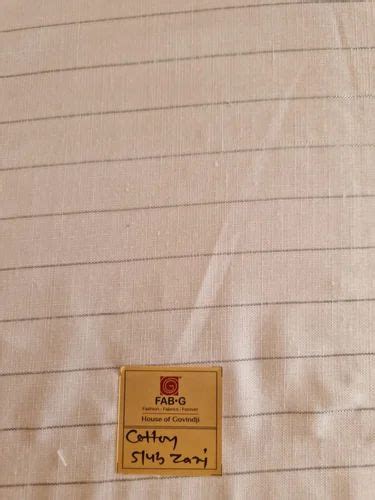 G
FAB•G
Fashion . Fabrics . Forever
House of Govindji
Cotton
Slub Zari